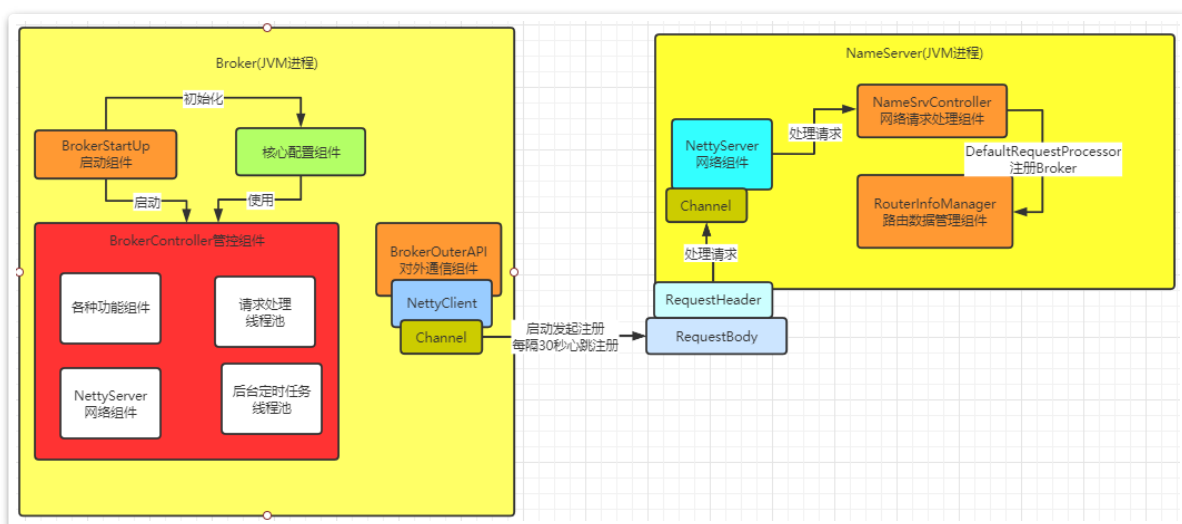 Broker(JVM进程)
初始化
BrokerStartUp
启动组件
核心配置组件
启动
使用
BrokerController管控组件
各种功能组件
请求处理
线程池
NettyServer
网络组件
后台定时任务
线程池
BrokerOuterAPI
对外通信组件
NettyClient
Channel
启动发起注册
每隔30秒心跳注册
NameServer(JVM进程)
NameSrvController
网络请求处理组件
处理请求
NettyServer
网络组件
DefaultRequestProcessor
注册Broker
Channel
RouterInfoManager
路由数据管理组件
处理请求
RequestHeader
RequestBody